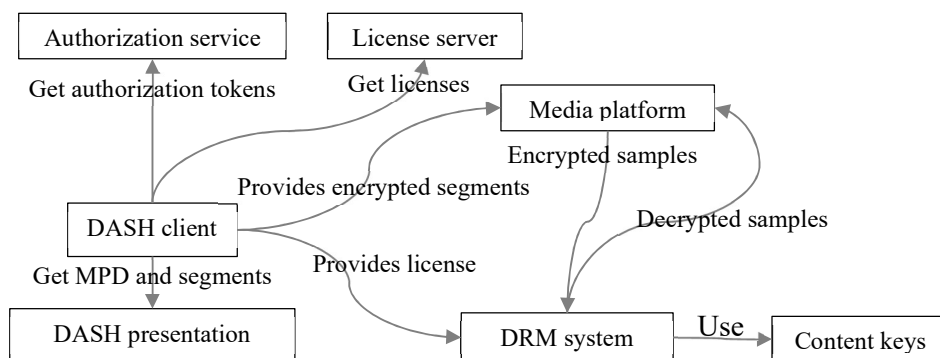 Authorization service
License server
Get authorization tokens
Get licenses
Media platform
Encrypted samples
Provides encrypted segments
DASH client
Decrypted samples
Provides license
Get MPD and segments
DASH presentation
DRM system
Use
Content keys